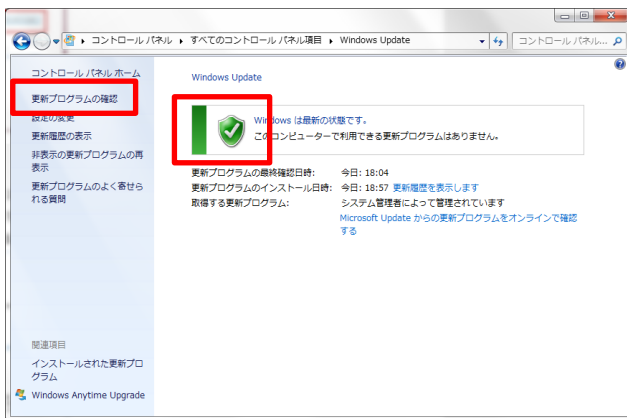 コントロール パネル ▸ すべてのコントロール パネル項目 ▸ Windows Update
コントロール パネル...
コントロール パネル ホーム
更新プログラムの確認
設定の変更
更新履歴の表示
非表示の更新プログラムの再
表示
更新プログラムのよく寄せら
れる質問
Windows Update
Windows は最新の状態です。
このコンピューターで利用できる更新プログラムはありません。
更新プログラムの最終確認日時: 今日: 18:04
更新プログラムのインストール日時: 今日: 18:57 更新履歴を表示します
取得する更新プログラム: システム管理者によって管理されています
Microsoft Update からの更新プログラムをオンラインで確認
する
関連項目
インストールされた更新プロ
グラム
Windows Anytime Upgrade